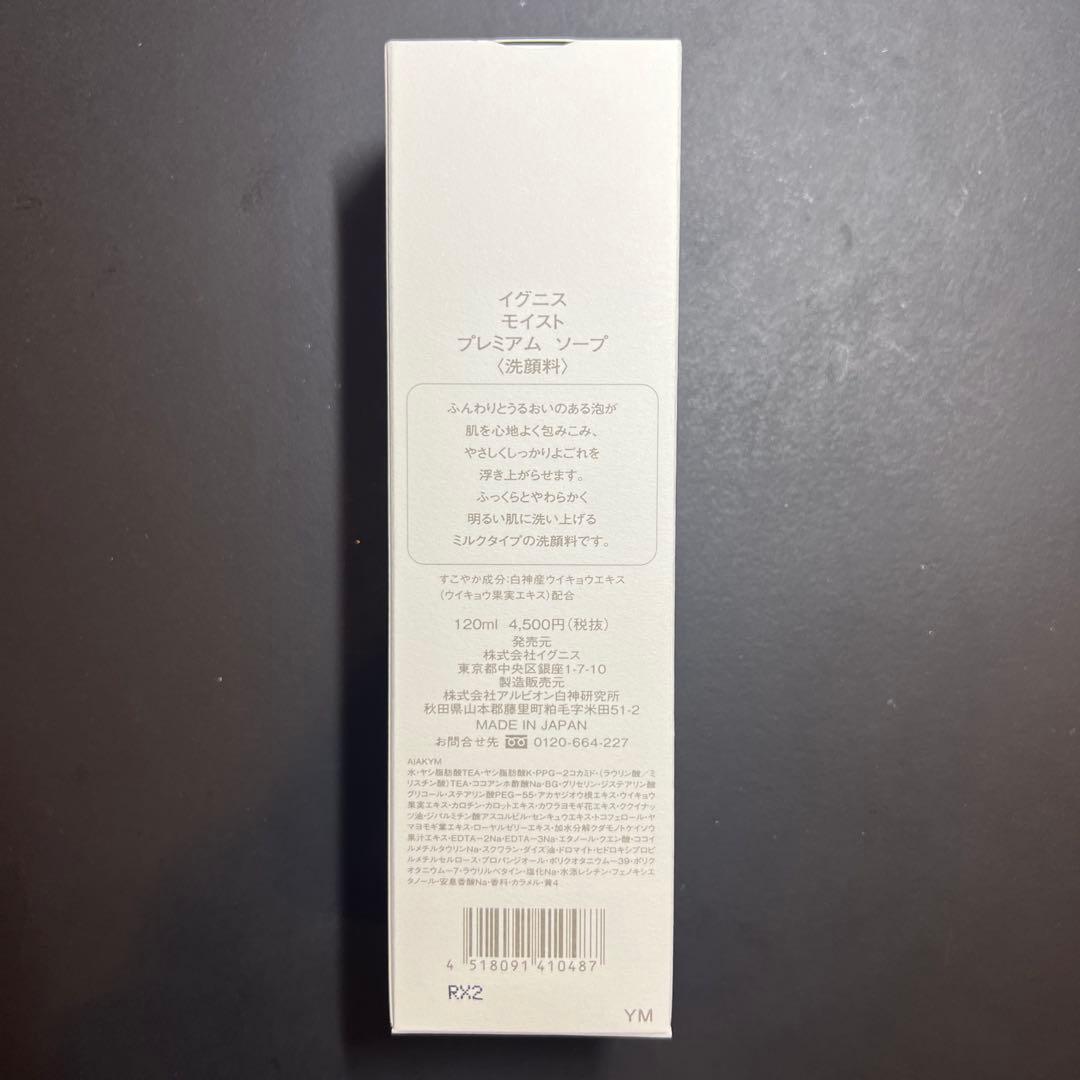 イグニス
モイスト
プレミアム ソープ
〈洗顔料〉
ふんわりとうるおいのある泡が
肌を心地よく包みこみ、
やさしくしっかりよごれを
浮き上がらせます。
ふっくらとやわらかく
明るい肌に洗い上げる
ミルクタイプの洗顔料です。
すこやか成分:白神産ウイキョウエキス
(ウイキョウ果実エキス)配合
120ml 4,500円(税抜)
発売元
株式会社イグニス
東京都中央区銀座1-7-10
製造販売元
株式会社アルビオン白神研究所
秋田県山本郡藤里町粕毛字米田51-2
MADE IN JAPAN
お問合せ先 0120-664-227
AIAKYM
水・ヤシ脂肪酸TEA・ヤシ脂肪酸K・PPG-2コカミド・(ラウリン酸/ミ
リスチン酸)TEA・ココアンホ酢酸Na・BG・グリセリン・ジステアリン酸
グリコール・ステアリン酸PEG-55・アカヤジオウ根エキス・ウイキョウ
果実エキス・カロチン・カロットエキス・カワラヨモギ花エキス・ククイナッ
ツ油・ジパルミチン酸アスコルビル・センキュウエキス・トコフェロール・ヤ
マヨモギ葉エキス・ローヤルゼリーエキス・加水分解クダモノトケイソウ
果汁エキス・EDTA-2Na・EDTA-3Na・エタノール・クエン酸・ココイ
ルメチルタウリンNa・スクワラン・ダイズ油・ドロマイト・ヒドロキシプロピ
ルメチルセルロース・プロパンジオール・ポリクオタニウム-39・ポリク
オタニウム-7・ラウリルベタイン・塩化Na・水添レシチン・フェノキシエ
タノール・安息香酸Na・香料・カラメル・黄4
4 518091 410487
RX2
YM